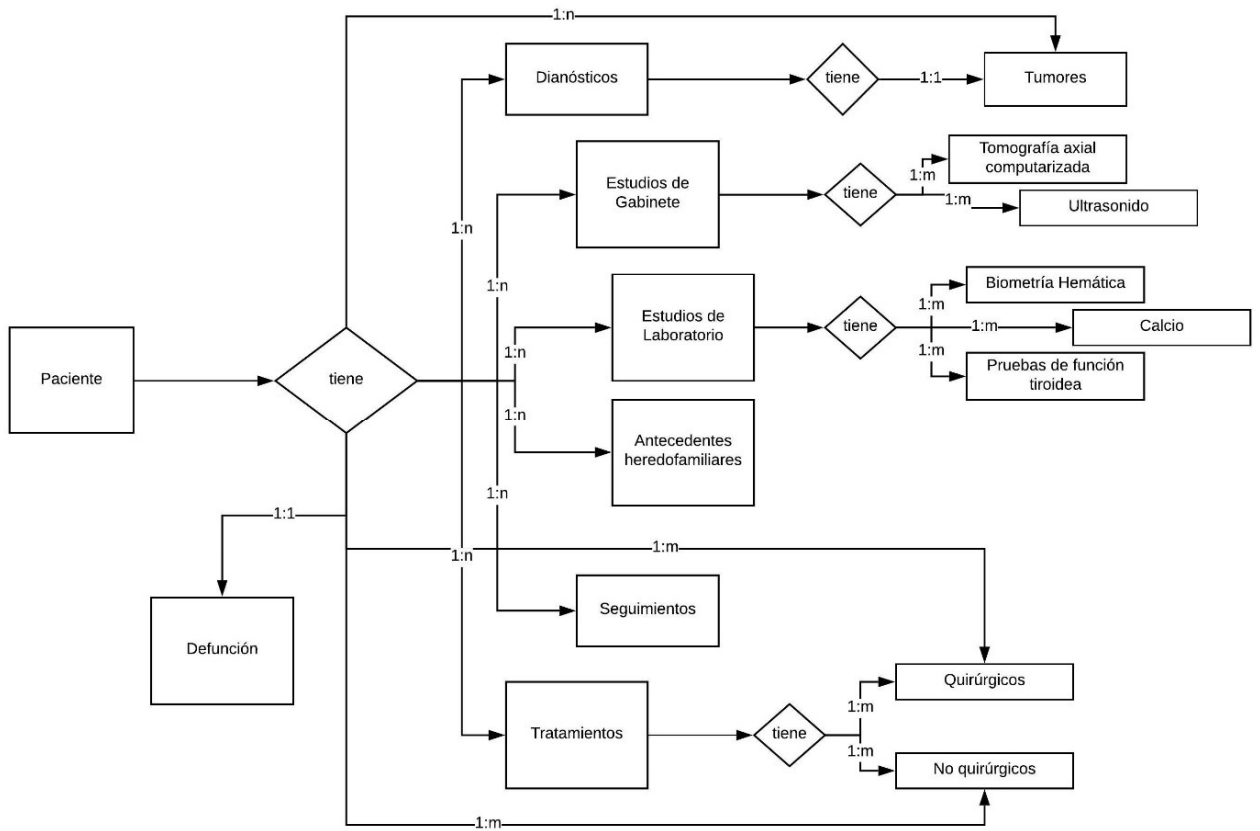 1:n
Dianósticos
tiene
1:1
Tumores
Tomografía axial
computarizada
1:m
Estudios de
Gabinete
tiene
1:m
Ultrasonido
1:n
1:n
Biometría Hemática
1:m
Estudios de
Laboratorio
tiene
1:m
Calcio
1:n
1:m
Pruebas de función
tiroidea
Paciente
tiene
1:n
Antecedentes
heredofamiliares
1:n
1:1
1:m
1:n
Seguimientos
Defunción
Quirúrgicos
1:m
Tratamientos
tiene
1:m
No quirúrgicos
1:m